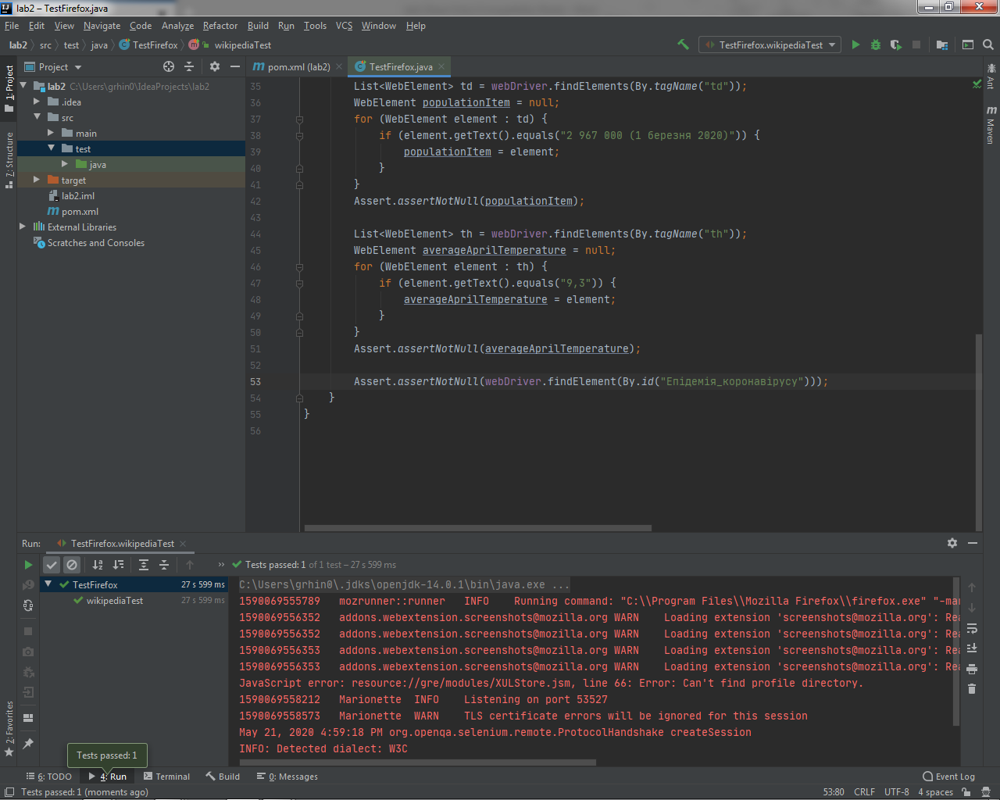 lab2 – TestFirefox.java
File Edit View Navigate Code Analyze Refactor Build Run Tools VCS Window Help
lab2 src test java TestFirefox wikipediaTest
TestFirefox.wikipediaTest
Project
pom.xml (lab2)
TestFirefox.java
1: Project
7: Structure
2: Favorites
Ant
Maven
lab2 C:\Users\grhin0\IdeaProjects\lab2
.idea
src
main
test
java
target
lab2.iml
pom.xml
External Libraries
Scratches and Consoles
35 List<WebElement> td = webDriver.findElements(By.tagName("td"));
36 WebElement populationItem = null;
37 for (WebElement element : td) {
38 if (element.getText().equals("2 967 000 (1 березня 2020)")) {
39 populationItem = element;
40 }
41 }
42 Assert.assertNotNull(populationItem);
43
44 List<WebElement> th = webDriver.findElements(By.tagName("th"));
45 WebElement averageAprilTemperature = null;
46 for (WebElement element : th) {
47 if (element.getText().equals("9,3")) {
48 averageAprilTemperature = element;
49 }
50 }
51 Assert.assertNotNull(averageAprilTemperature);
52
53 Assert.assertNotNull(webDriver.findElement(By.id("Епідемія_коронавірусу")));
54 }
55 }
56
Run: TestFirefox.wikipediaTest
Tests passed: 1 of 1 test – 27 s 599 ms
TestFirefox 27 s 599 ms
wikipediaTest 27 s 599 ms
C:\Users\grhin0\.jdks\openjdk-14.0.1\bin\java.exe ...
1590069555789 mozrunner::runner INFO Running command: "C:\\Program Files\\Mozilla Firefox\\firefox.exe" "-mar
1590069556352 addons.webextension.screenshots@mozilla.org WARN Loading extension 'screenshots@mozilla.org': Rea
1590069556352 addons.webextension.screenshots@mozilla.org WARN Loading extension 'screenshots@mozilla.org': Rea
1590069556353 addons.webextension.screenshots@mozilla.org WARN Loading extension 'screenshots@mozilla.org': Rea
1590069556353 addons.webextension.screenshots@mozilla.org WARN Loading extension 'screenshots@mozilla.org': Rea
JavaScript error: resource://gre/modules/XULStore.jsm, line 66: Error: Can't find profile directory.
1590069558212 Marionette INFO Listening on port 53527
1590069558573 Marionette WARN TLS certificate errors will be ignored for this session
May 21, 2020 4:59:18 PM org.openqa.selenium.remote.ProtocolHandshake createSession
INFO: Detected dialect: W3C
Tests passed: 1
6: TODO 4: Run Terminal Build 0: Messages Event Log
Tests passed: 1 (moments ago) 53:80 CRLF UTF-8 4 spaces